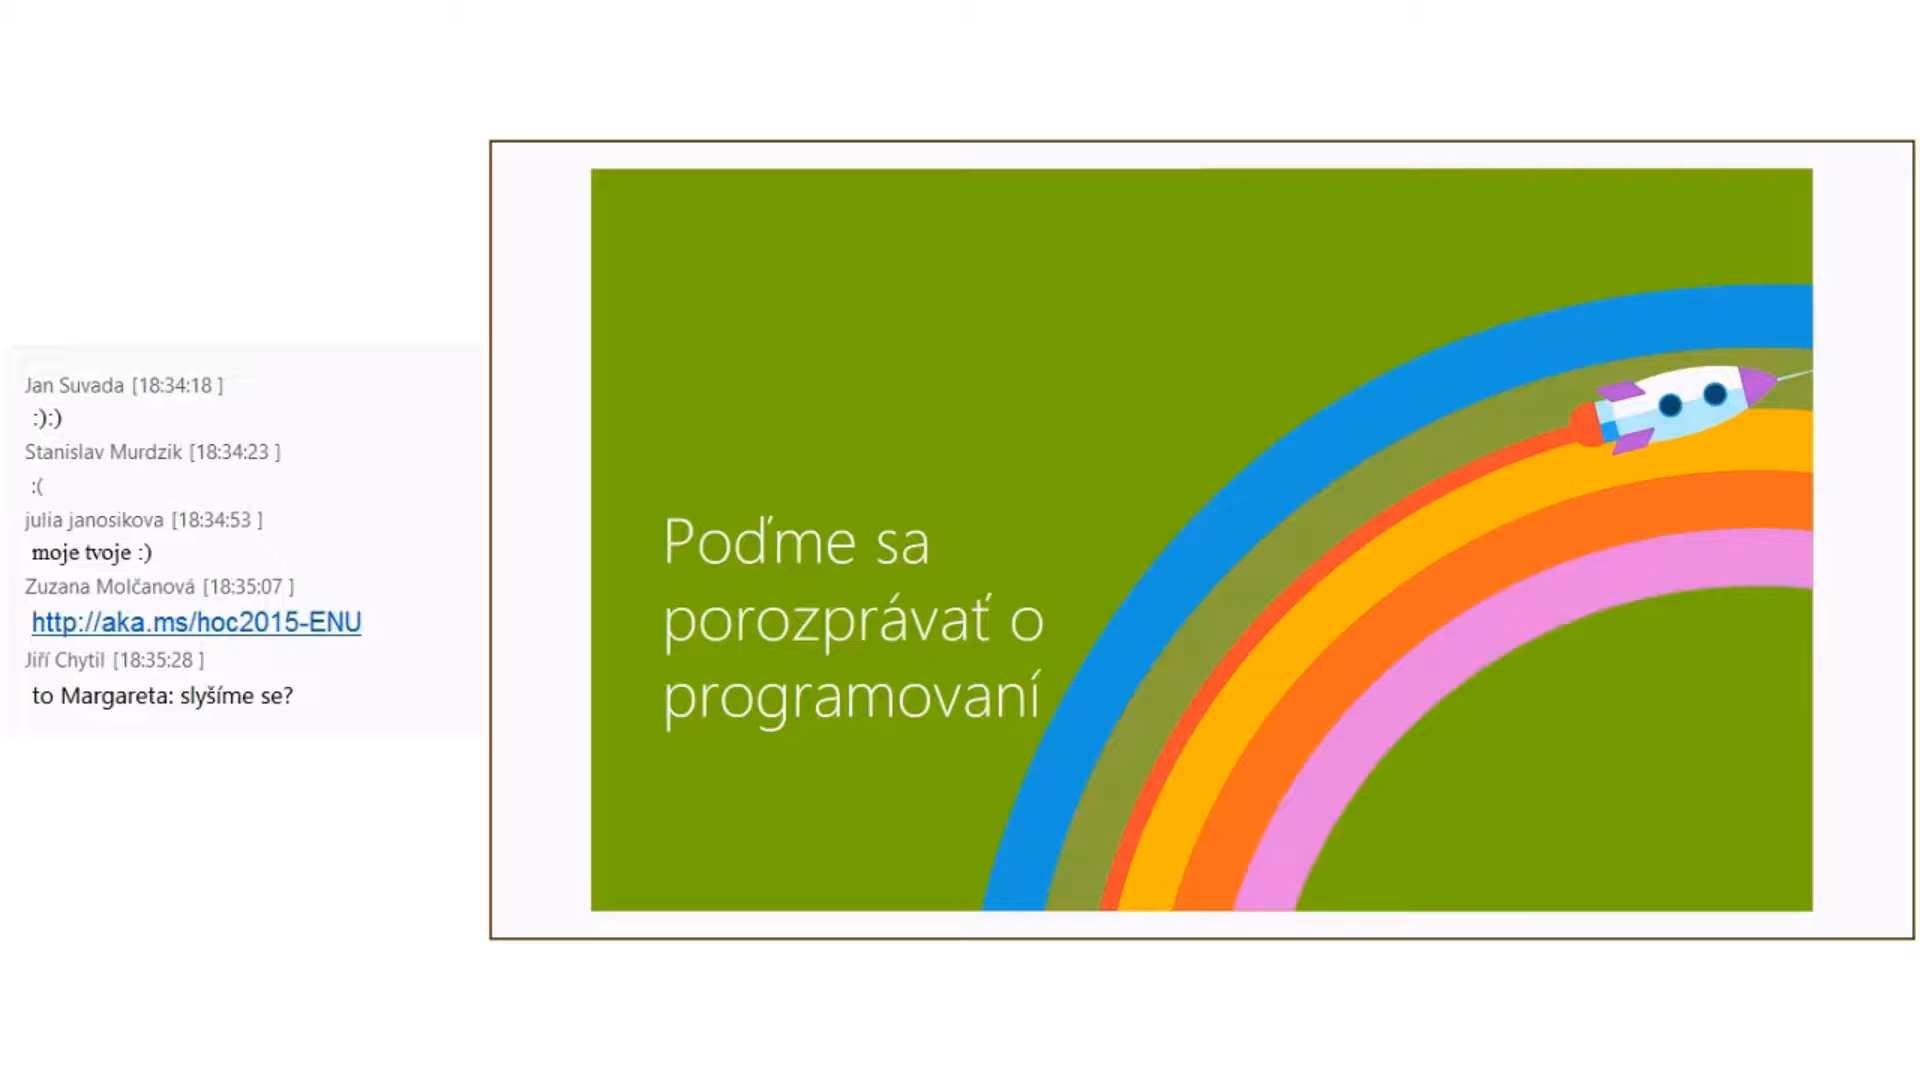 Jan Suvada [18:34:18 ]
:):)
Stanislav Murdzik [18:34:23 ]
:(
julia janosikova [18:34:53 ]
moje tvoje :)
Zuzana Molčanová [18:35:07 ]
http://aka.ms/hoc2015-ENU
Jiří Chytil [18:35:28 ]
to Margareta: slyšíme se?
Poďme sa
porozprávať o
programovaní